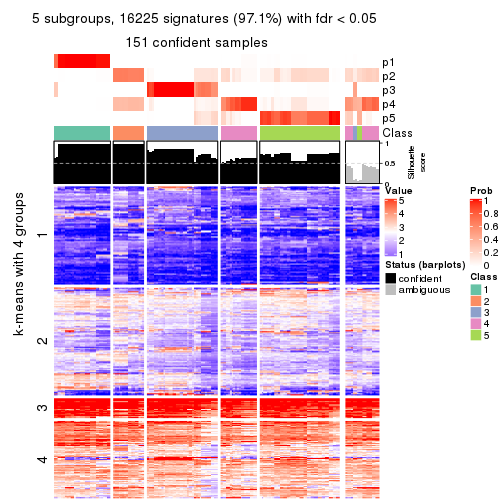 5 subgroups, 16225 signatures (97.1%) with fdr < 0.05
151 confident samples
p1
p2
p3
p4
p5
Class
1
0.5
0
Silhouette
score
k-means with 4 groups
1
2
3
4
Value
5
4
3
2
1
Status (barplots)
confident
ambiguous
Prob
1
0.8
0.6
0.4
0.2
0
Class
1
2
3
4
5